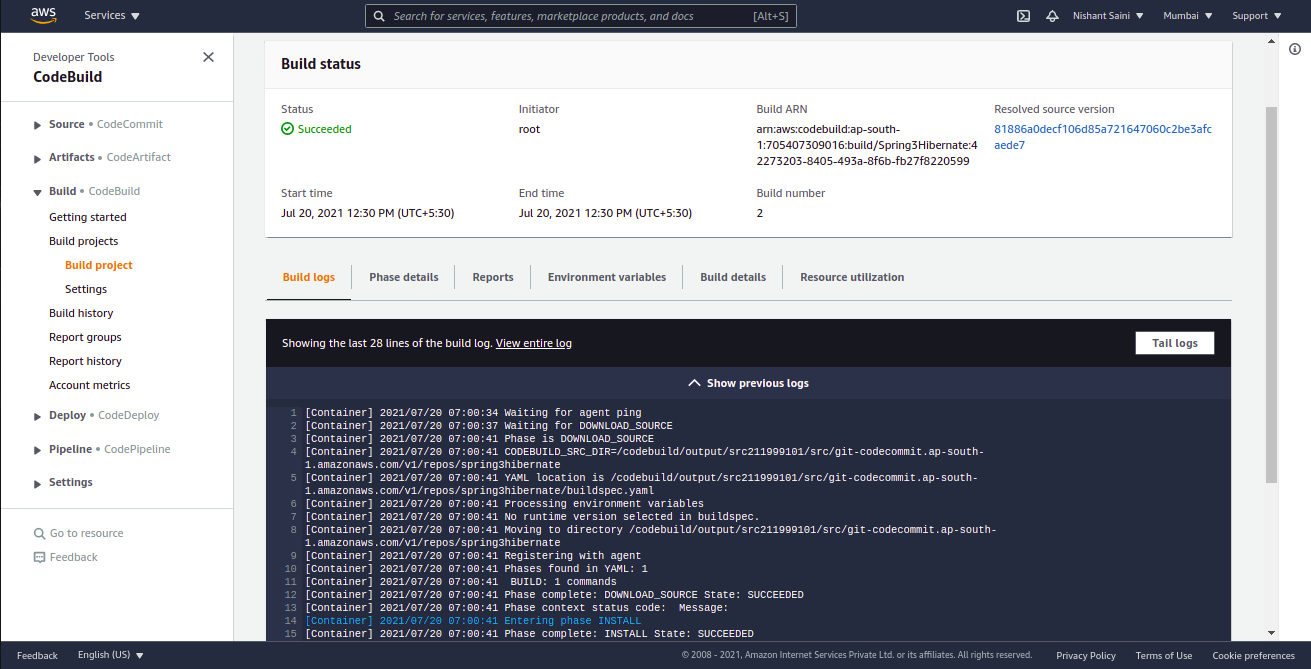 aws
Services
Search for services, features, marketplace products, and docs [Alt+S]
Nishant Saini
Mumbai
Support
Developer Tools
CodeBuild
Source • CodeCommit
Artifacts • CodeArtifact
Build • CodeBuild
Getting started
Build projects
Build project
Settings
Build history
Report groups
Report history
Account metrics
Deploy • CodeDeploy
Pipeline • CodePipeline
Settings
Go to resource
Feedback
Build status
Status
Succeeded
Initiator
root
Build ARN
arn:aws:codebuild:ap-south-
1:705407309016:build/Spring3Hibernate:4
2273203-8405-493a-8f6b-fb27f8220599
Resolved source version
81886a0decf106d85a721647060c2be3afc
aede7
Start time
Jul 20, 2021 12:30 PM (UTC+5:30)
End time
Jul 20, 2021 12:30 PM (UTC+5:30)
Build number
2
Build logs
Phase details
Reports
Environment variables
Build details
Resource utilization
Showing the last 28 lines of the build log. View entire log
Tail logs
Show previous logs
1 [Container] 2021/07/20 07:00:34 Waiting for agent ping
2 [Container] 2021/07/20 07:00:37 Waiting for DOWNLOAD_SOURCE
3 [Container] 2021/07/20 07:00:41 Phase is DOWNLOAD_SOURCE
4 [Container] 2021/07/20 07:00:41 CODEBUILD_SRC_DIR=/codebuild/output/src211999101/src/git-codecommit.ap-south-
1.amazonaws.com/v1/repos/spring3hibernate
5 [Container] 2021/07/20 07:00:41 YAML location is /codebuild/output/src211999101/src/git-codecommit.ap-south-
1.amazonaws.com/v1/repos/spring3hibernate/buildspec.yaml
6 [Container] 2021/07/20 07:00:41 Processing environment variables
7 [Container] 2021/07/20 07:00:41 No runtime version selected in buildspec.
8 [Container] 2021/07/20 07:00:41 Moving to directory /codebuild/output/src211999101/src/git-codecommit.ap-south-
1.amazonaws.com/v1/repos/spring3hibernate
9 [Container] 2021/07/20 07:00:41 Registering with agent
10 [Container] 2021/07/20 07:00:41 Phases found in YAML: 1
11 [Container] 2021/07/20 07:00:41 BUILD: 1 commands
12 [Container] 2021/07/20 07:00:41 Phase complete: DOWNLOAD_SOURCE State: SUCCEEDED
13 [Container] 2021/07/20 07:00:41 Phase context status code: Message:
14 [Container] 2021/07/20 07:00:41 Entering phase INSTALL
15 [Container] 2021/07/20 07:00:41 Phase complete: INSTALL State: SUCCEEDED
Feedback
English (US)
© 2008 - 2021, Amazon Internet Services Private Ltd. or its affiliates. All rights reserved.
Privacy Policy
Terms of Use
Cookie preferences